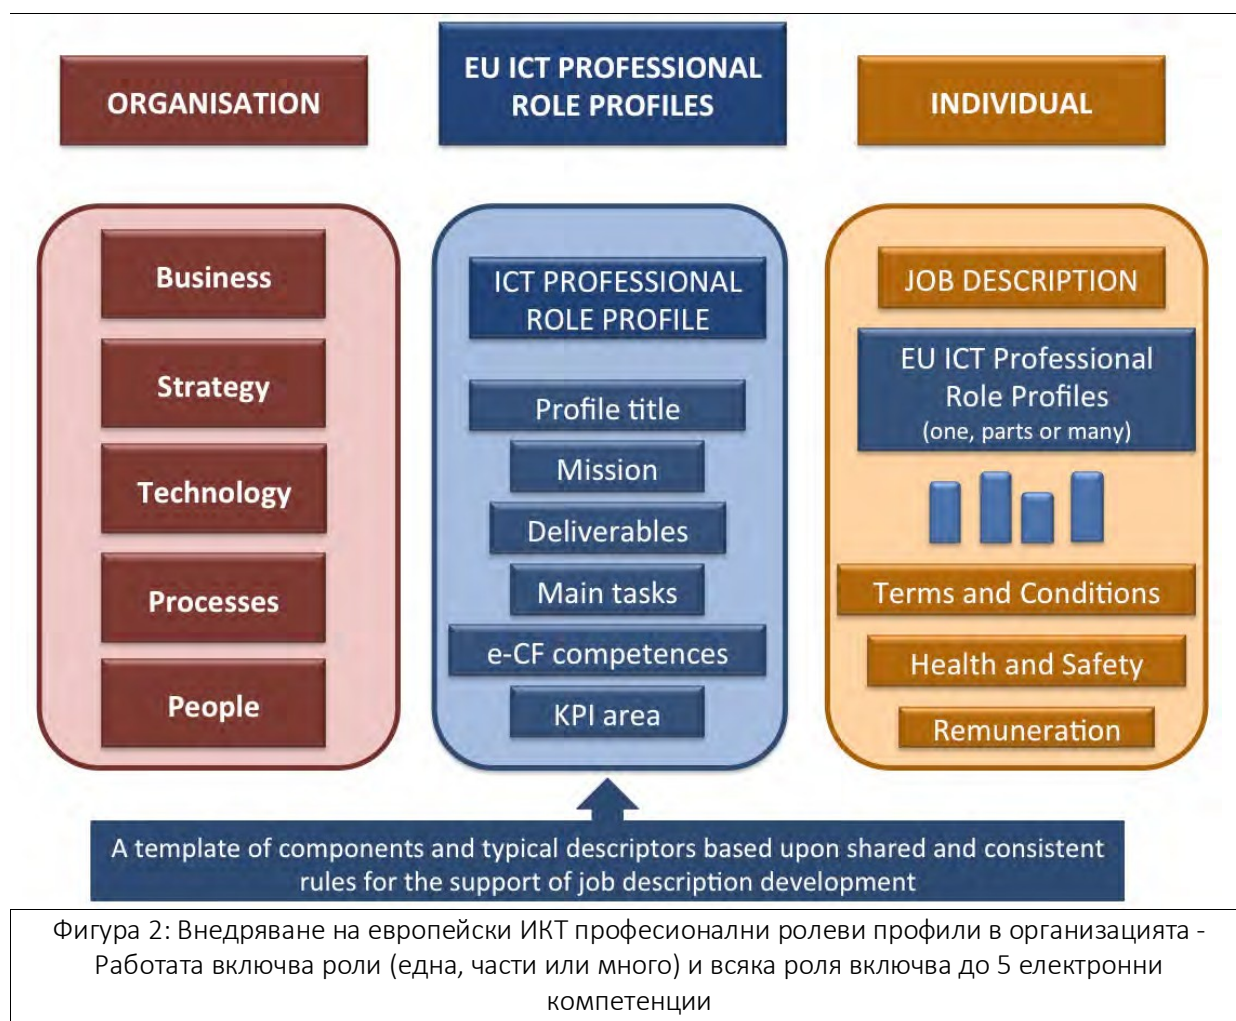 ORGANISATION
EU ICT PROFESSIONAL
ROLE PROFILES
INDIVIDUAL
Business
Strategy
Technology
Processes
People
ICT PROFESSIONAL
ROLE PROFILE
Profile title
Mission
Deliverables
Main tasks
e-CF competences
KPI area
JOB DESCRIPTION
EU ICT Professional
Role Profiles
(one, parts or many)
Terms and Conditions
Health and Safety
Remuneration
A template of components and typical descriptors based upon shared and consistent
rules for the support of job description development
Фигура 2: Внедряване на европейски ИКТ професионални ролеви профили в организацията -
Работата включва роли (една, части или много) и всяка роля включва до 5 електронни
компетенции